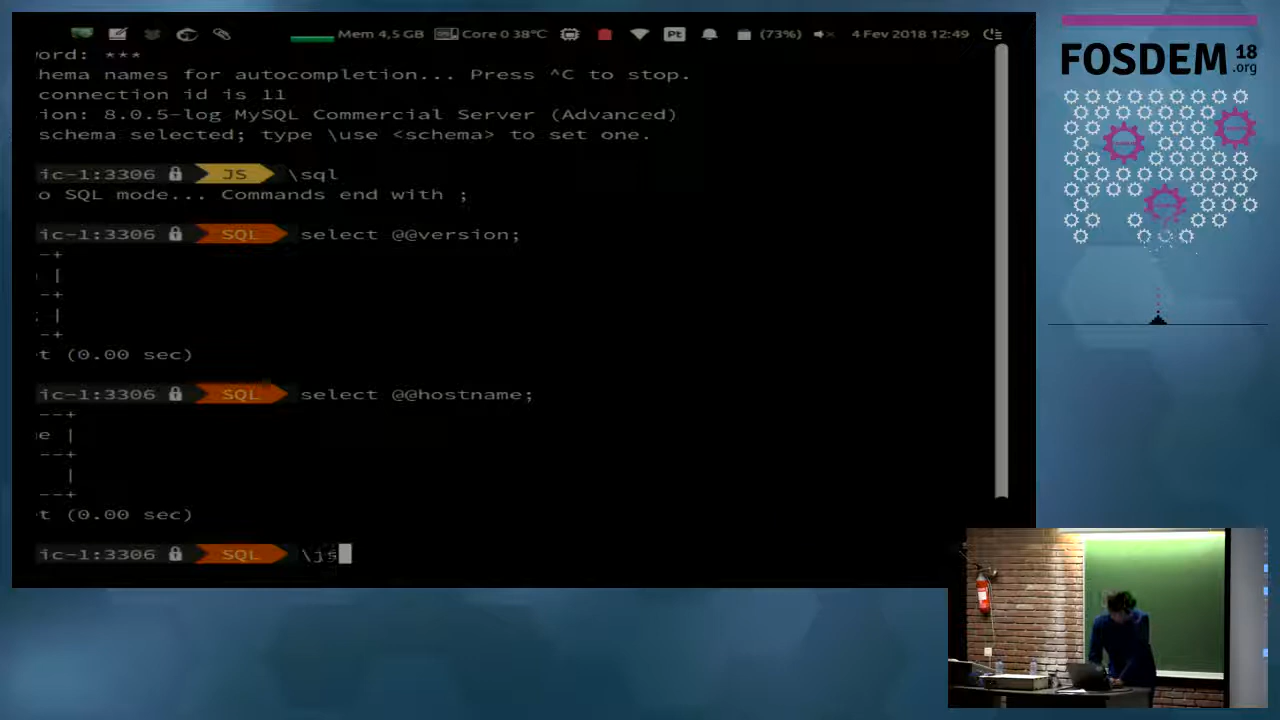 Mem 4,5 GB Core 0 38°C Pt (73%) 4 Fev 2018 12:49
word: ***
hema names for autocompletion... Press ^C to stop.
connection id is 11
ion: 8.0.5-log MySQL Commercial Server (Advanced)
schema selected; type \use <schema> to set one.
ic-1:3306 JS \sql
o SQL mode... Commands end with ;
ic-1:3306 SQL select @@version;
--+
|
--+
|
--+
t (0.00 sec)
ic-1:3306 SQL select @@hostname;
---+
e |
---+
|
---+
t (0.00 sec)
ic-1:3306 SQL \js
FOSDEM 18
.org